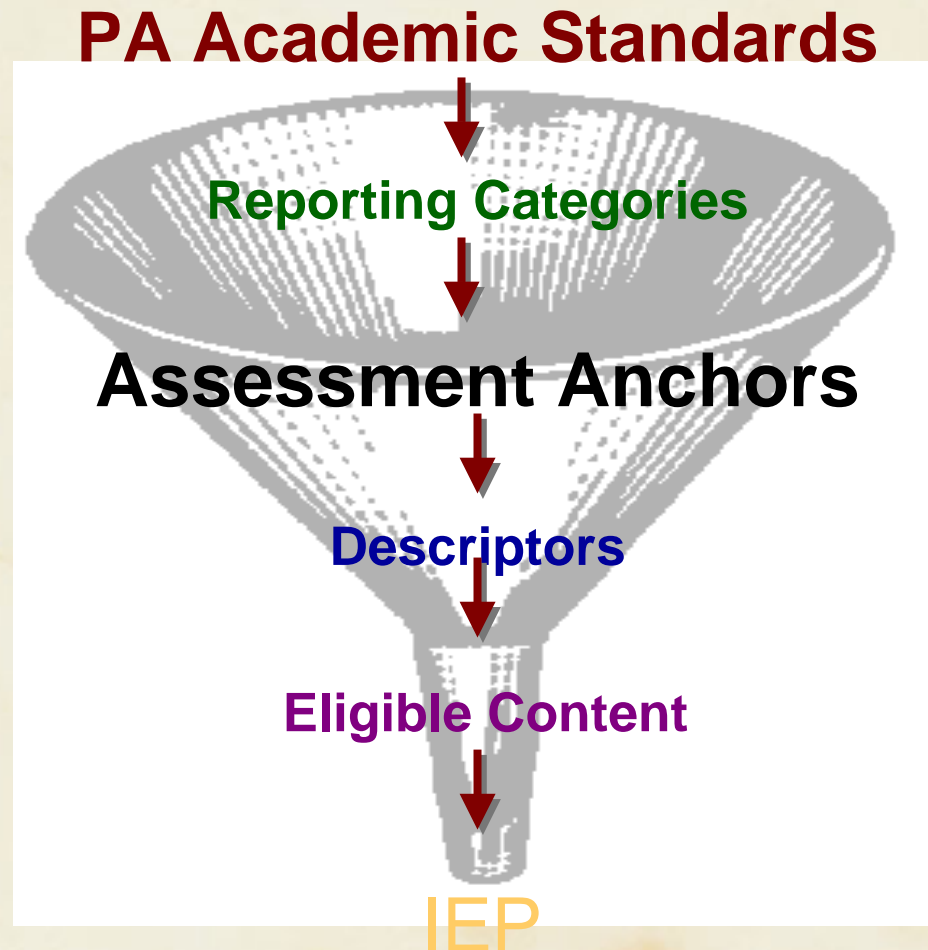 PA Academic Standards
Reporting Categories
Assessment Anchors
Descriptors
Eligible Content
IEP